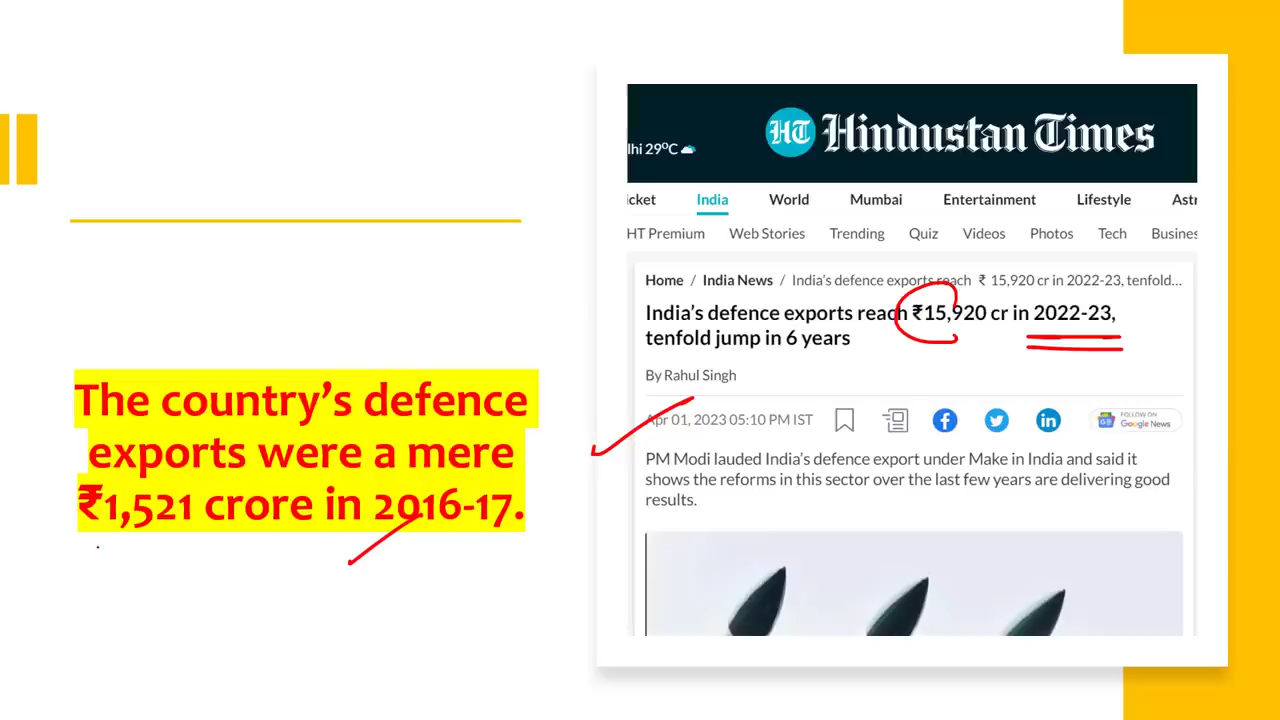 The country's defence
exports were a mere
₹1,521 crore in 2016-17.
HT Hindustan Times
lhi 29°C
icket India World Mumbai Entertainment Lifestyle Astr
HT Premium Web Stories Trending Quiz Videos Photos Tech Busines
Home / India News / India's defence exports reach ₹ 15,920 cr in 2022-23, tenfold...
India's defence exports reach ₹15,920 cr in 2022-23,
tenfold jump in 6 years
By Rahul Singh
Apr 01, 2023 05:10 PM IST
FOLLOW ON
Google News
PM Modi lauded India's defence export under Make in India and said it
shows the reforms in this sector over the last few years are delivering good
results.